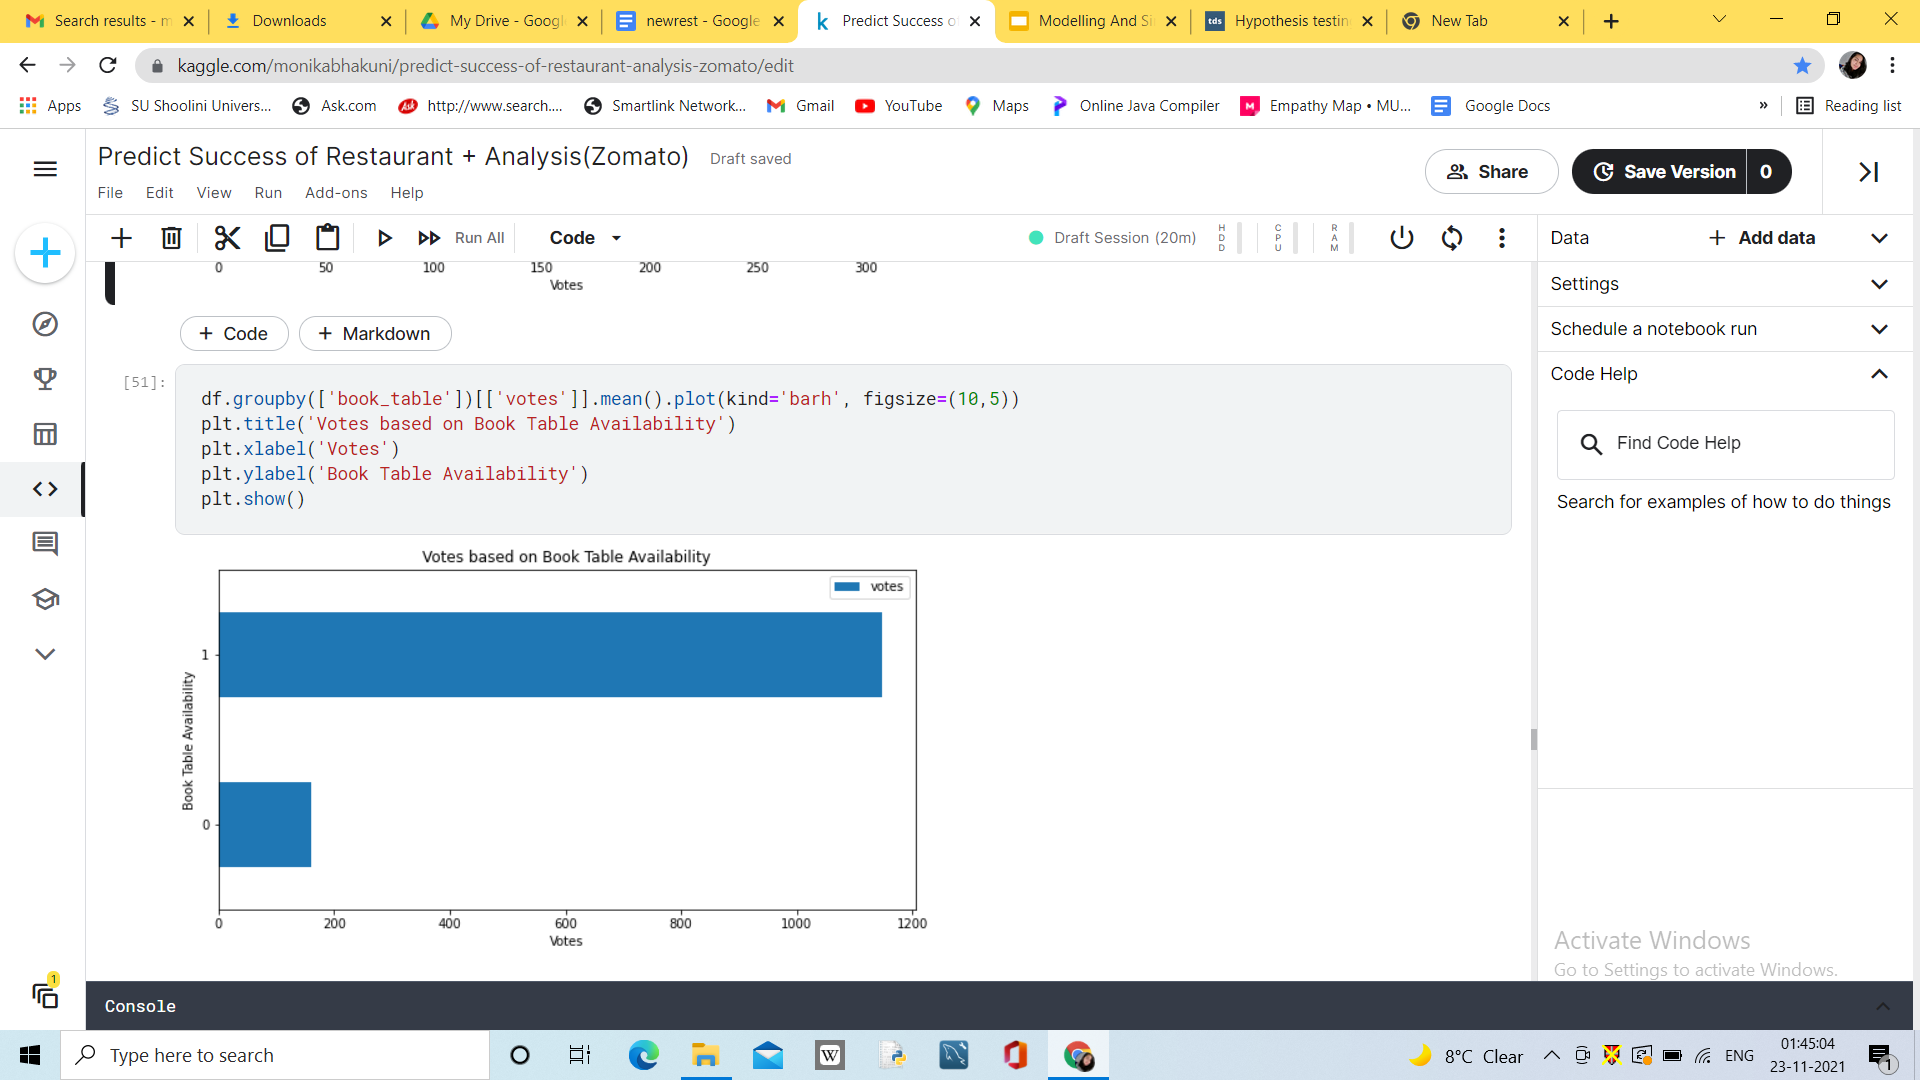 Search results - m
Downloads
My Drive - Googl
newrest - Google
Predict Success o
Modelling And Si
tds
Hypothesis testin
New Tab
kaggle.com/monikabhakuni/predict-success-of-restaurant-analysis-zomato/edit
Apps
SU Shoolini Univers...
Ask
Ask.com
http://www.search....
Smartlink Network...
Gmail
YouTube
Maps
Online Java Compiler
Empathy Map • MU...
Google Docs
»
Reading list
Predict Success of Restaurant + Analysis(Zomato)
Draft saved
File Edit View Run Add-ons Help
Share
Save Version 0
Run All
Code
Draft Session (20m)
HDD
CPU
RAM
Data
+ Add data
Settings
Schedule a notebook run
Code Help
Find Code Help
Search for examples of how to do things
0 50 100 150 200 250 300
Votes
+ Code
+ Markdown
[51]:
df.groupby(['book_table'])[['votes']].mean().plot(kind='barh', figsize=(10,5))
plt.title('Votes based on Book Table Availability')
plt.xlabel('Votes')
plt.ylabel('Book Table Availability')
plt.show()
Votes based on Book Table Availability
votes
1
0
Book Table Availability
0 200 400 600 800 1000 1200
Votes
Activate Windows
Go to Settings to activate Windows.
1
Console
Type here to search
W
8°C Clear
ENG
01:45:04
23-11-2021
1